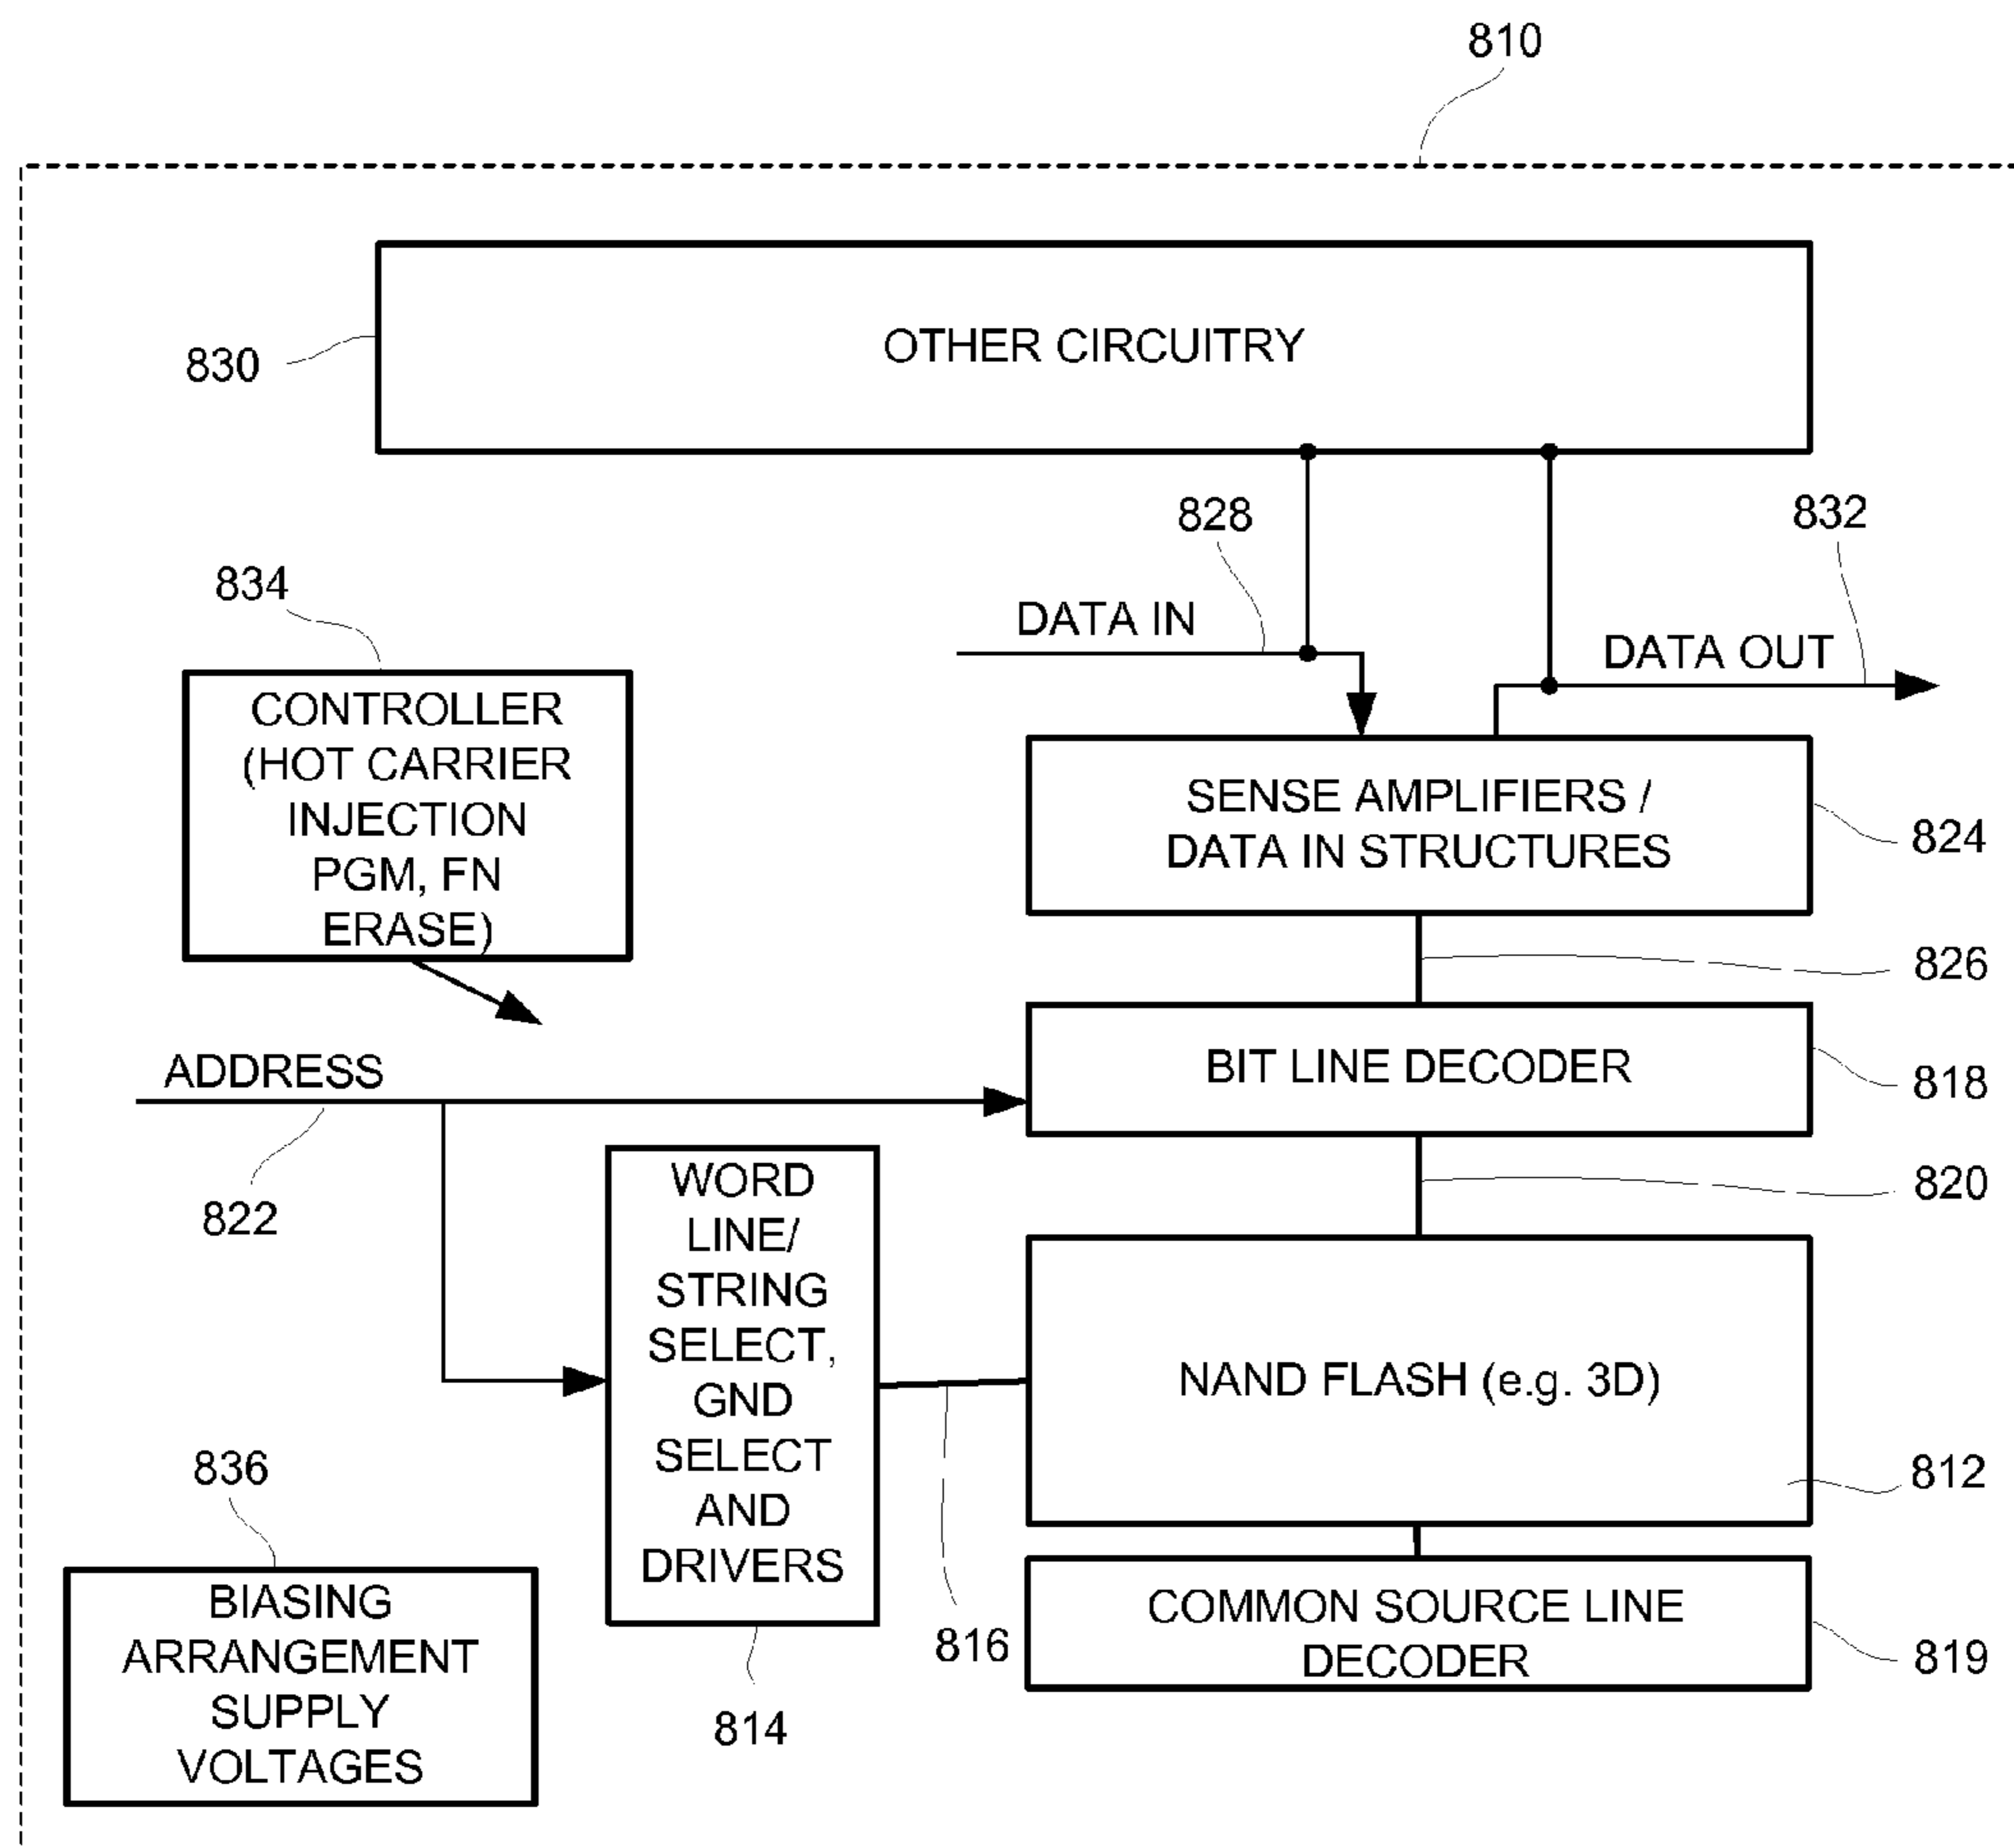 810
OTHER CIRCUITRY
830
828
832
834
DATA IN
DATA OUT
CONTROLLER
(HOT CARRIER
INJECTION
PGM, FN
ERASE)
SENSE AMPLIFIERS /
DATA IN STRUCTURES
824
826
ADDRESS
BIT LINE DECODER
818
822
820
WORD
LINE/
STRING
SELECT,
GND
SELECT
AND
DRIVERS
NAND FLASH (e.g. 3D)
812
836
816
814
BIASING
ARRANGEMENT
SUPPLY
VOLTAGES
COMMON SOURCE LINE
DECODER
819